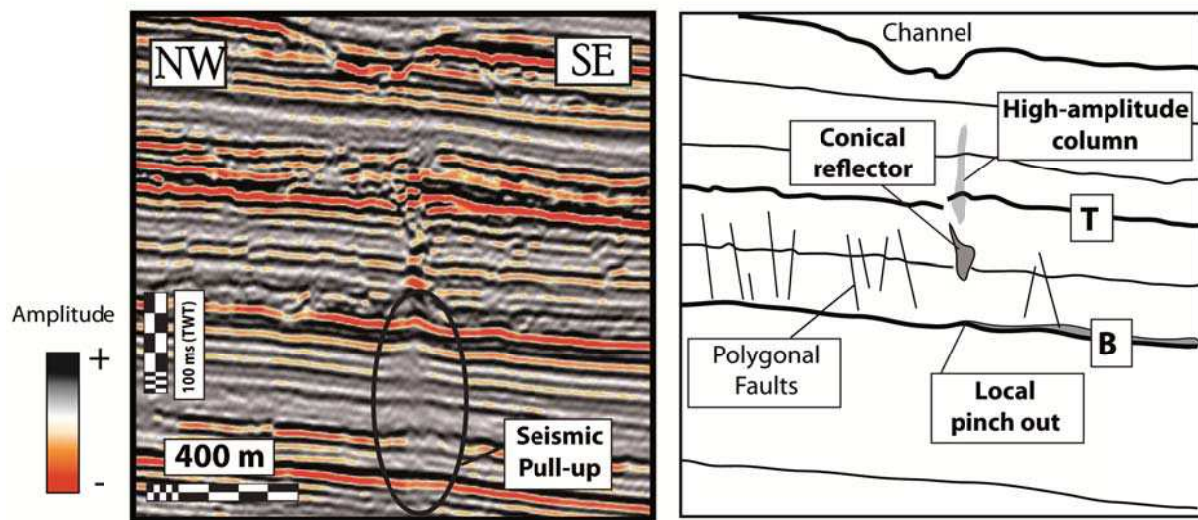 NW
SE
Amplitude
+
-
100 ms (TWT)
400 m
Seismic
Pull-up
Channel
High-amplitude
column
Conical
reflector
T
B
Polygonal
Faults
Local
pinch out